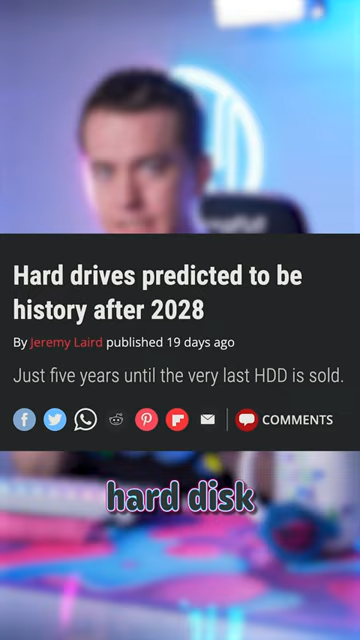 Hard drives predicted to be
history after 2028
By Jeremy Laird published 19 days ago
Just five years until the very last HDD is sold.
COMMENTS
hard disk